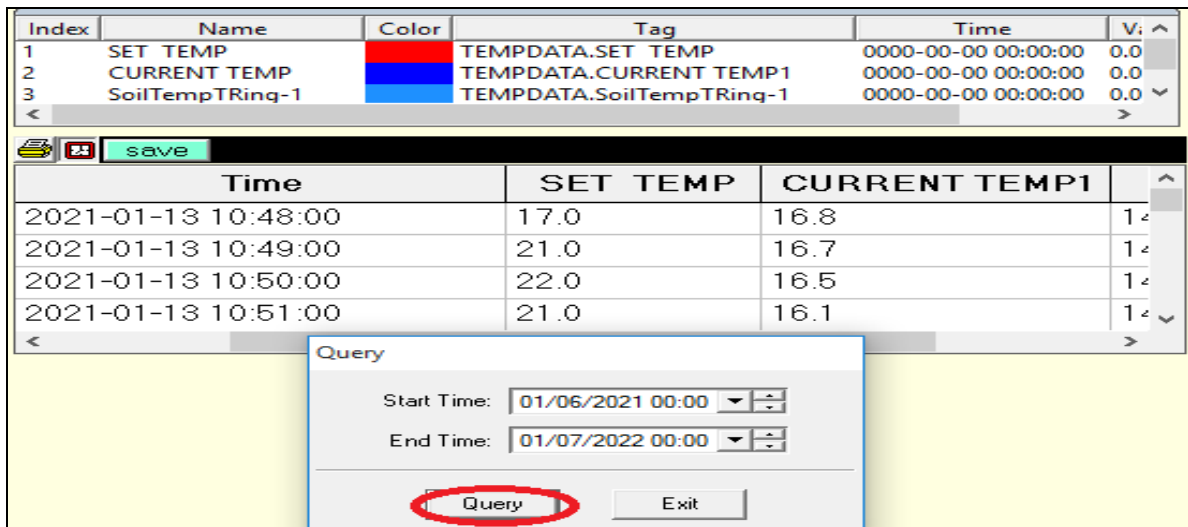 Index Name Color Tag Time
1 SET TEMP TEMPDATA.SET TEMP 0000-00-00 00:00:00 0.0
2 CURRENT TEMP TEMPDATA.CURRENT TEMP1 0000-00-00 00:00:00 0.0
3 SoilTempTRing-1 TEMPDATA.SoilTempTRing-1 0000-00-00 00:00:00 0.0
save
Time SET TEMP CURRENT TEMP1
2021-01-13 10:48:00 17.0 16.8
2021-01-13 10:49:00 21.0 16.7
2021-01-13 10:50:00 22.0 16.5
2021-01-13 10:51:00 21.0 16.1
Query
Start Time: 01/06/2021 00:00
End Time: 01/07/2022 00:00
Query Exit